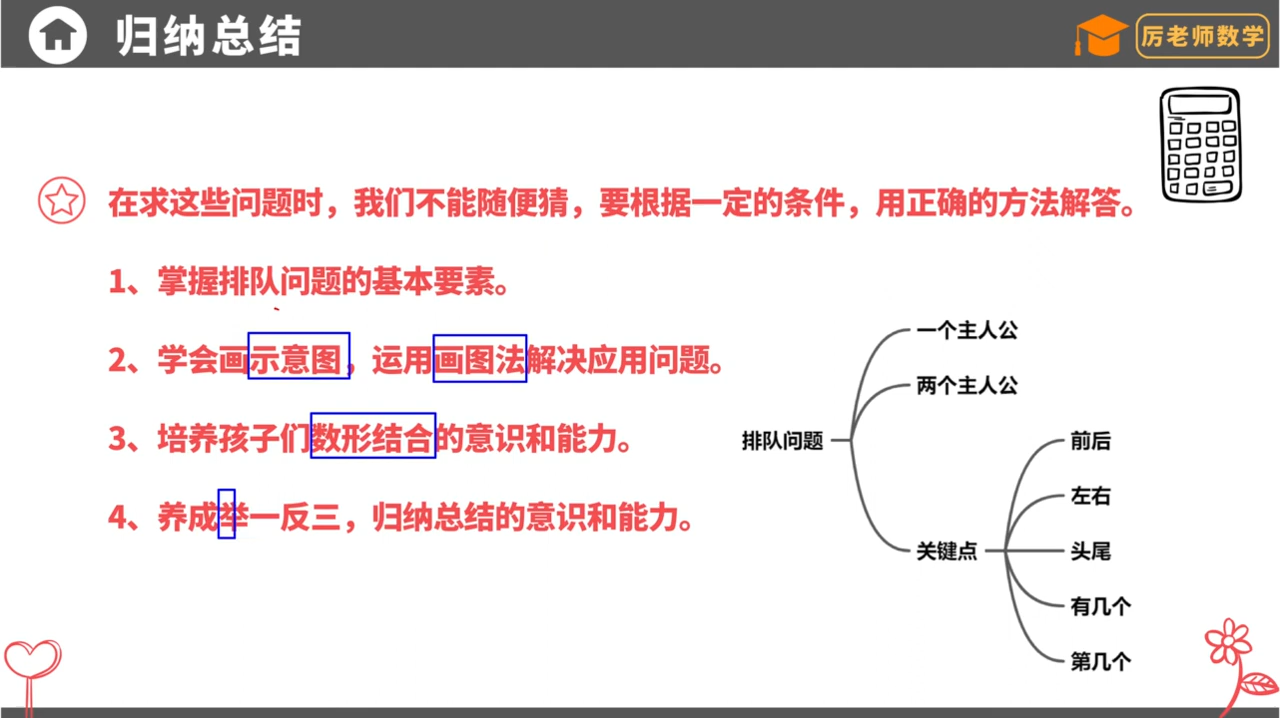 归纳总结
厉老师数学
在求这些问题时，我们不能随便猜，要根据一定的条件，用正确的方法解答。
1、掌握排队问题的基本要素。
2、学会画示意图，运用画图法解决应用问题。
3、培养孩子们数形结合的意识和能力。
4、养成举一反三，归纳总结的意识和能力。
排队问题
一个主人公
两个主人公
关键点
前后
左右
头尾
有几个
第几个